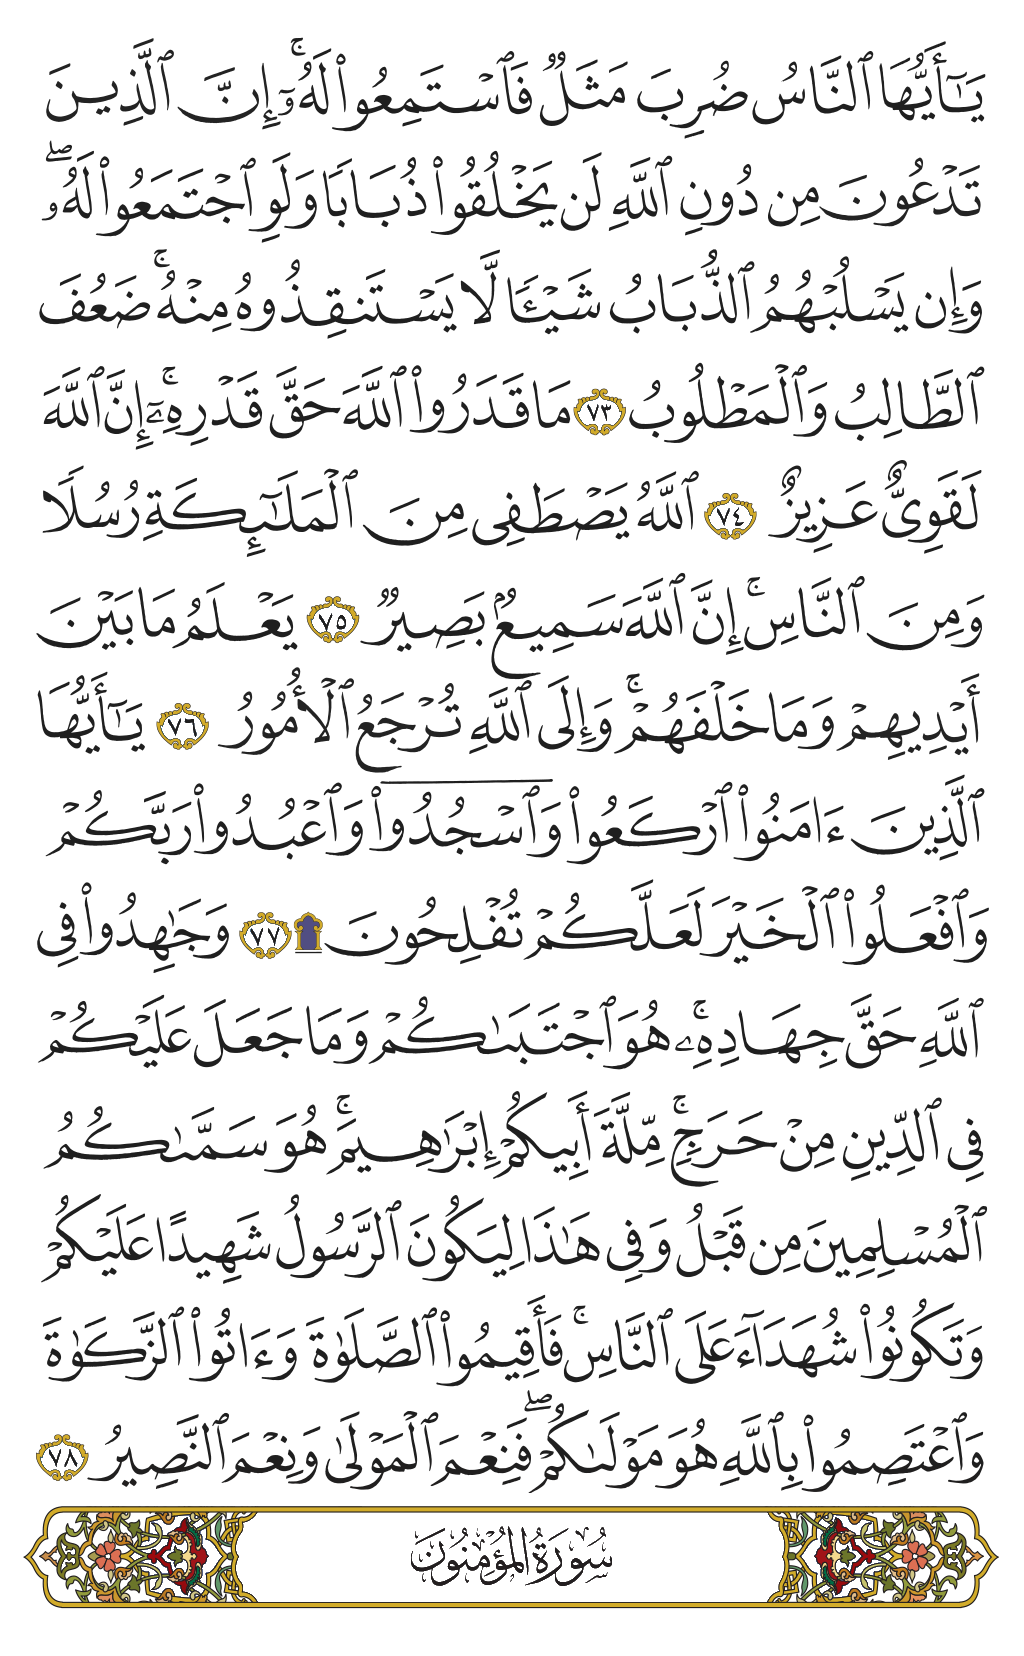 يَـٰٓأَيُّهَا ٱلنَّاسُ ضُرِبَ مَثَلٌ فَٱسْتَمِعُوا۟ لَهُۥٓ ۚ إِنَّ ٱلَّذِينَ
تَدْعُونَ مِن دُونِ ٱللَّهِ لَن يَخْلُقُوا۟ ذُبَابًا وَلَوِ ٱجْتَمَعُوا۟ لَهُۥ ۖ
وَإِن يَسْلُبْهُمُ ٱلذُّبَابُ شَيْـًٔا لَّا يَسْتَنقِذُوهُ مِنْهُ ۚ ضَعُفَ
ٱلطَّالِبُ وَٱلْمَطْلُوبُ ٧٣ مَا قَدَرُوا۟ ٱللَّهَ حَقَّ قَدْرِهِۦٓ ۚ إِنَّ ٱللَّهَ
لَقَوِىٌّ عَزِيزٌ ٧٤ ٱللَّهُ يَصْطَفِى مِنَ ٱلْمَلَـٰٓئِكَةِ رُسُلًا
وَمِنَ ٱلنَّاسِ ۚ إِنَّ ٱللَّهَ سَمِيعٌۢ بَصِيرٌ ٧٥ يَعْلَمُ مَا بَيْنَ
أَيْدِيهِمْ وَمَا خَلْفَهُمْ ۗ وَإِلَى ٱللَّهِ تُرْجَعُ ٱلْأُمُورُ ٧٦ يَـٰٓأَيُّهَا
ٱلَّذِينَ ءَامَنُوا۟ ٱرْكَعُوا۟ وَٱسْجُدُوا۟ وَٱعْبُدُوا۟ رَبَّكُمْ
وَٱفْعَلُوا۟ ٱلْخَيْرَ لَعَلَّكُمْ تُفْلِحُونَ ۩ ٧٧ وَجَـٰهِدُوا۟ فِى
ٱللَّهِ حَقَّ جِهَادِهِۦ ۚ هُوَ ٱجْتَبَىٰكُمْ وَمَا جَعَلَ عَلَيْكُمْ
فِى ٱلدِّينِ مِنْ حَرَجٍ ۚ مِّلَّةَ أَبِيكُمْ إِبْرَٰهِيمَ ۚ هُوَ سَمَّىٰكُمُ
ٱلْمُسْلِمِينَ مِن قَبْلُ وَفِى هَـٰذَا لِيَكُونَ ٱلرَّسُولُ شَهِيدًا عَلَيْكُمْ
وَتَكُونُوا۟ شُهَدَآءَ عَلَى ٱلنَّاسِ ۚ فَأَقِيمُوا۟ ٱلصَّلَوٰةَ وَءَاتُوا۟ ٱلزَّكَوٰةَ
وَٱعْتَصِمُوا۟ بِٱللَّهِ هُوَ مَوْلَىٰكُمْ ۖ فَنِعْمَ ٱلْمَوْلَىٰ وَنِعْمَ ٱلنَّصِيرُ ٧٨
سُورَةُ المُؤْمِنُونَ